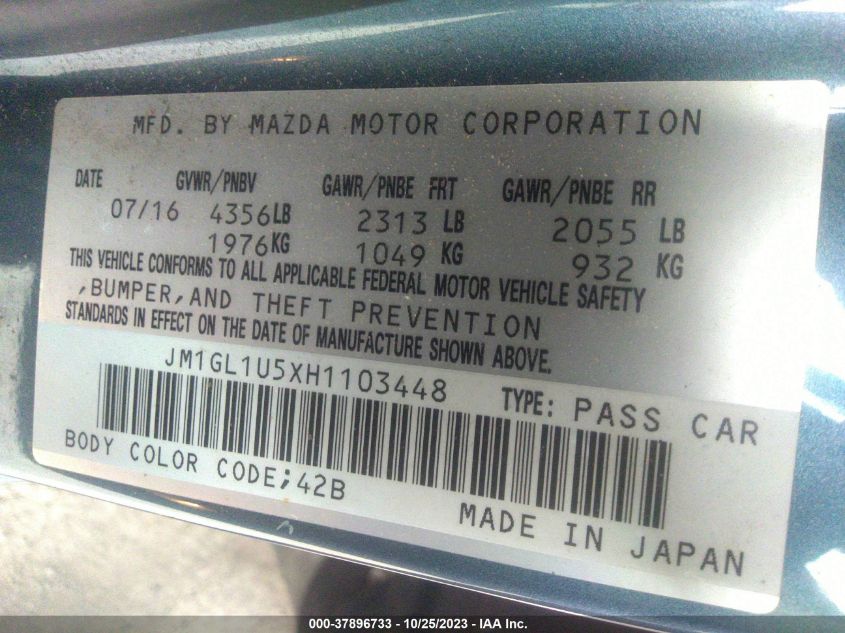 MFD. BY MAZDA MOTOR CORPORATION
DATE GVWR/PNBV GAWR/PNBE FRT GAWR/PNBE RR
07/16 4356LB 2313 LB 2055 LB
1976KG 1049 KG 932 KG
THIS VEHICLE CONFORMS TO ALL APPLICABLE FEDERAL MOTOR VEHICLE SAFETY
,BUMPER,AND THEFT PREVENTION
STANDARDS IN EFFECT ON THE DATE OF MANUFACTURE SHOWN ABOVE.
JM1GL1U5XH1103448 TYPE: PASS CAR
BODY COLOR CODE;42B
MADE IN JAPAN
000-37896733 - 10/25/2023 - IAA Inc.